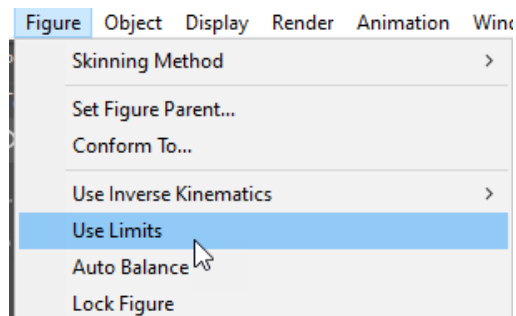 Figure Object Display Render Animation
Skinning Method
Set Figure Parent...
Conform To...
Use Inverse Kinematics
Use Limits
Auto Balance
Lock Figure